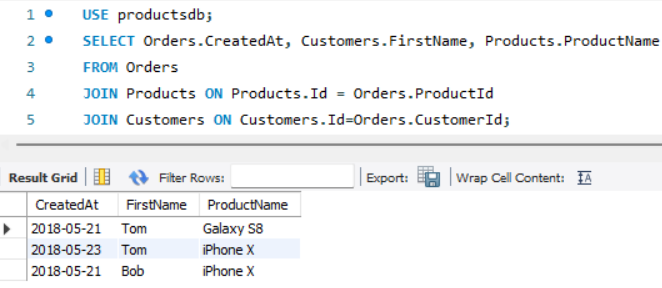 1 USE productsdb;
2 SELECT Orders.CreatedAt, Customers.FirstName, Products.ProductName
3 FROM Orders
4 JOIN Products ON Products.Id = Orders.ProductId
5 JOIN Customers ON Customers.Id=Orders.CustomerId;
Result Grid Filter Rows: Export: Wrap Cell Content: IA
CreatedAt FirstName ProductName
2018-05-21 Tom Galaxy S8
2018-05-23 Tom iPhone X
2018-05-21 Bob iPhone X